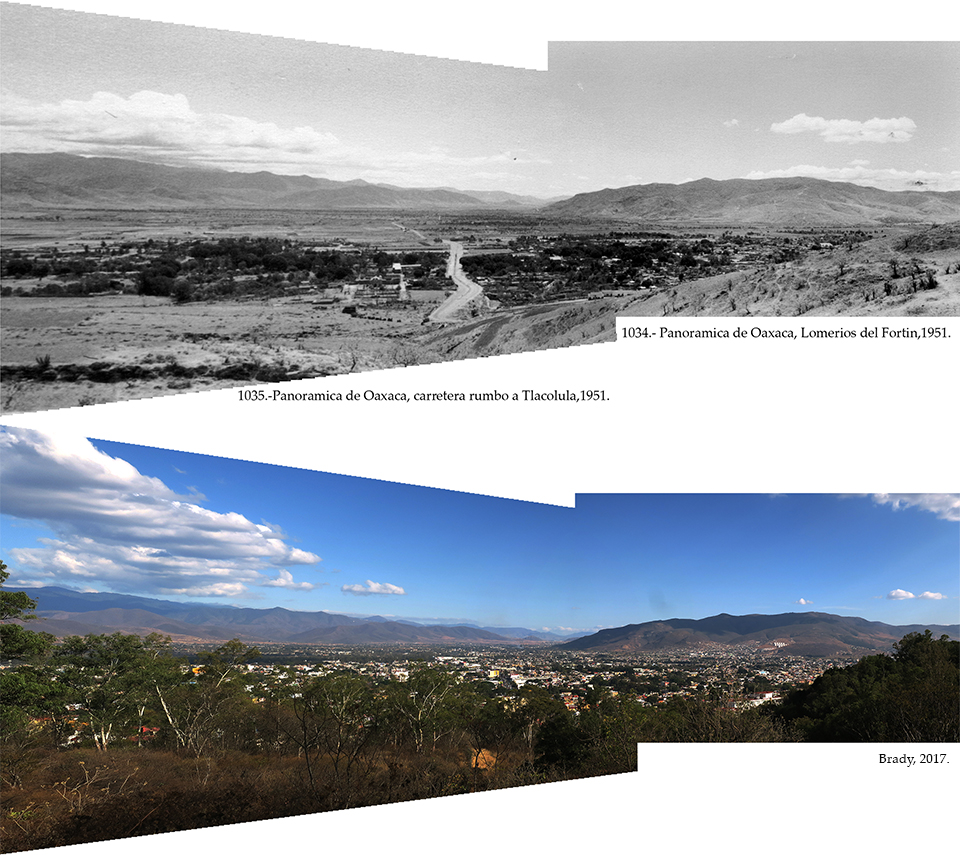 1034.- Panoramica de Oaxaca, Lomerios del Fortin,1951.
1035.-Panoramica de Oaxaca, carretera rumbo a Tlacolula,1951.
Brady, 2017.